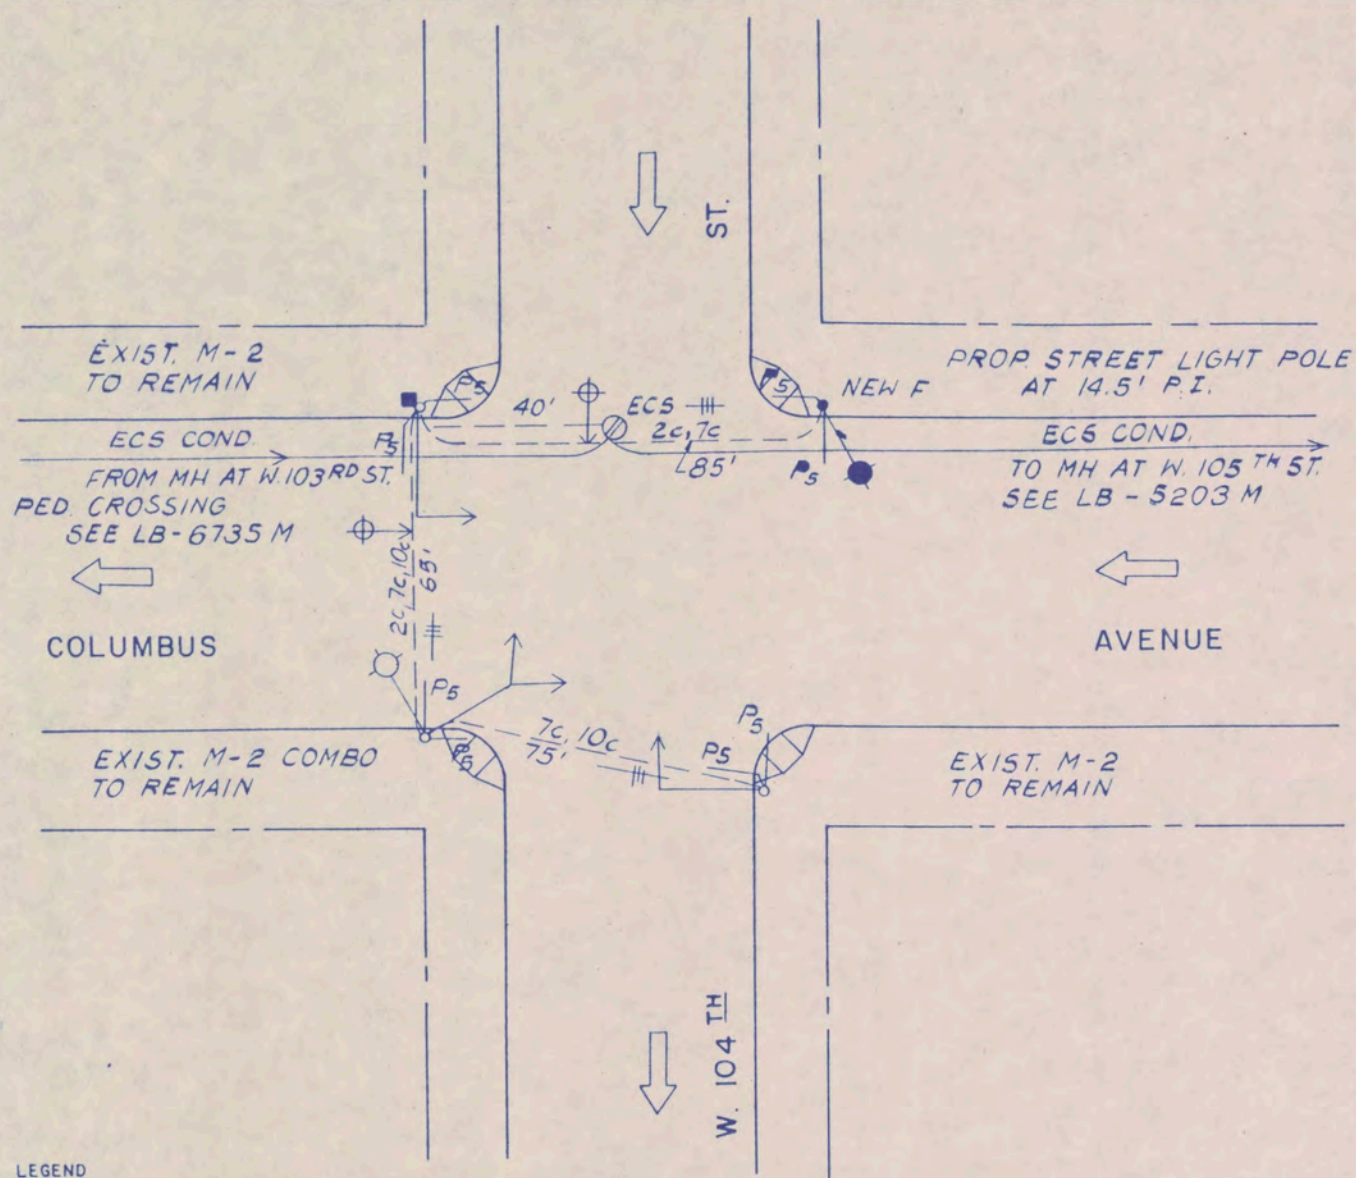 ST.
EXIST. M-2
TO REMAIN
P5
40'
ECS
2C, 7C
85'
P5
NEW F
PROP. STREET LIGHT POLE
AT 14.5' P.I.
ECS COND.
FROM MH AT W. 103RD ST.
P5
PED. CROSSING
SEE LB-6735 M
P5
ECS COND.
TO MH AT W. 105TH ST.
SEE LB-5203 M
2C, 7C, 10C
65'
COLUMBUS
AVENUE
P5
P5
7C, 10C
75'
P5
P5
EXIST. M-2 COMBO
TO REMAIN
EXIST. M-2
TO REMAIN
W. 104TH
LEGEND